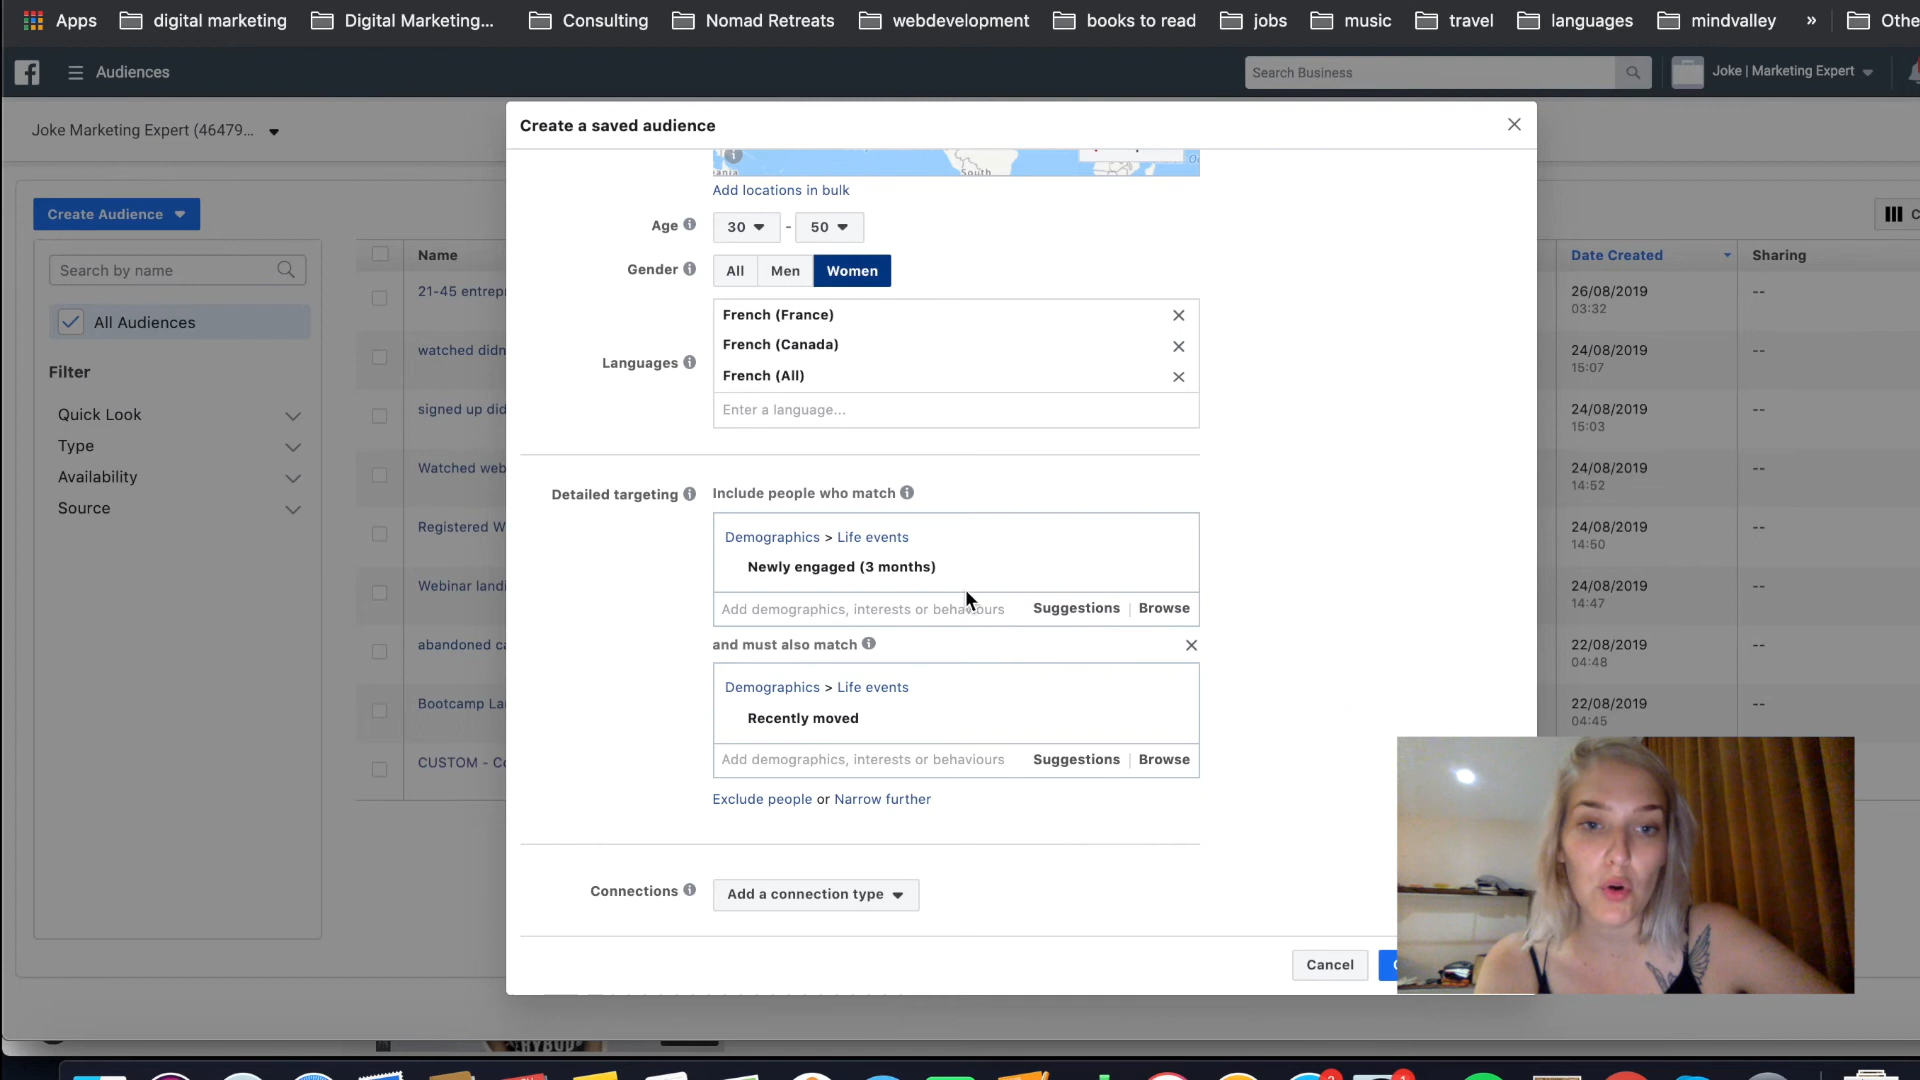 Apps digital marketing Digital Marketing... Consulting Nomad Retreats webdevelopment books to read jobs music travel languages mindvalley » Othe
Audiences
Search Business
Joke | Marketing Expert
Joke Marketing Expert (46479...
Create a saved audience
South
Add locations in bulk
Create Audience
Age 30 - 50
Name
Date Created
Sharing
Search by name
Gender All Men Women
21-45 entrep
26/08/2019
--
03:32
All Audiences
French (France)
French (Canada)
watched didn
24/08/2019
--
15:07
Languages
Filter
French (All)
Enter a language...
Quick Look
signed up did
24/08/2019
--
15:03
Type
Availability
Watched web
24/08/2019
--
14:52
Source
Detailed targeting
Include people who match
Registered W
24/08/2019
--
14:50
Demographics > Life events
Newly engaged (3 months)
Webinar landi
24/08/2019
--
14:47
Add demographics, interests or behaviours Suggestions | Browse
and must also match
abandoned ca
22/08/2019
--
04:48
Demographics > Life events
Recently moved
Bootcamp La
22/08/2019
--
04:45
Add demographics, interests or behaviours Suggestions | Browse
CUSTOM - Co
Exclude people or Narrow further
Connections
Add a connection type
Cancel